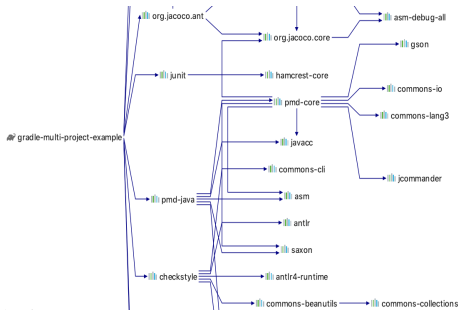 org.jacoco.ant
asm-debug-all
org.jacoco.core
gson
junit
hamcrest-core
commons-io
pmd-core
commons-lang3
gradle-multi-project-example
javacc
commons-cli
jcommander
pmd-java
asm
antlr
saxon
checkstyle
antlr4-runtime
commons-beanutils
commons-collections